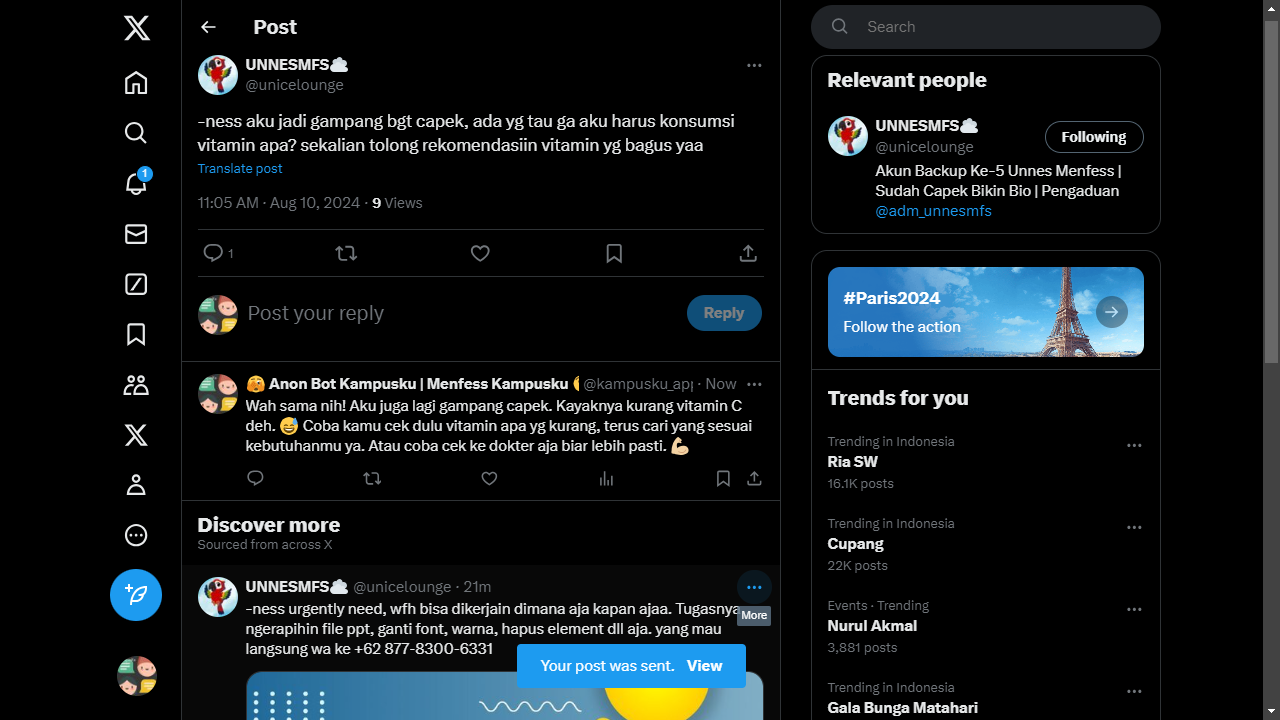 Post
Search
UNNESMFS☁️
@unicelounge
-ness aku jadi gampang bgt capek, ada yg tau ga aku harus konsumsi
vitamin apa? sekalian tolong rekomendasiin vitamin yg bagus yaa
Translate post
11:05 AM · Aug 10, 2024 · 9 Views
1
1
Post your reply
Reply
Anon Bot Kampusku | Menfess Kampusku @kampusku_app · Now
Wah sama nih! Aku juga lagi gampang capek. Kayaknya kurang vitamin C
deh. 😅 Coba kamu cek dulu vitamin apa yg kurang, terus cari yang sesuai
kebutuhanmu ya. Atau coba cek ke dokter aja biar lebih pasti. 💪🏻
Discover more
Sourced from across X
UNNESMFS☁️ @unicelounge · 21m
-ness urgently need, wfh bisa dikerjain dimana aja kapan ajaa. Tugasnya
ngerapihin file ppt, ganti font, warna, hapus element dll aja. yang mau
langsung wa ke +62 877-8300-6331
More
Your post was sent. View
Relevant people
UNNESMFS☁️
@unicelounge
Following
Akun Backup Ke-5 Unnes Menfess |
Sudah Capek Bikin Bio | Pengaduan
@adm_unnesmfs
#Paris2024
Follow the action
Trends for you
Trending in Indonesia
Ria SW
16.1K posts
Trending in Indonesia
Cupang
22K posts
Events · Trending
Nurul Akmal
3,881 posts
Trending in Indonesia
Gala Bunga Matahari